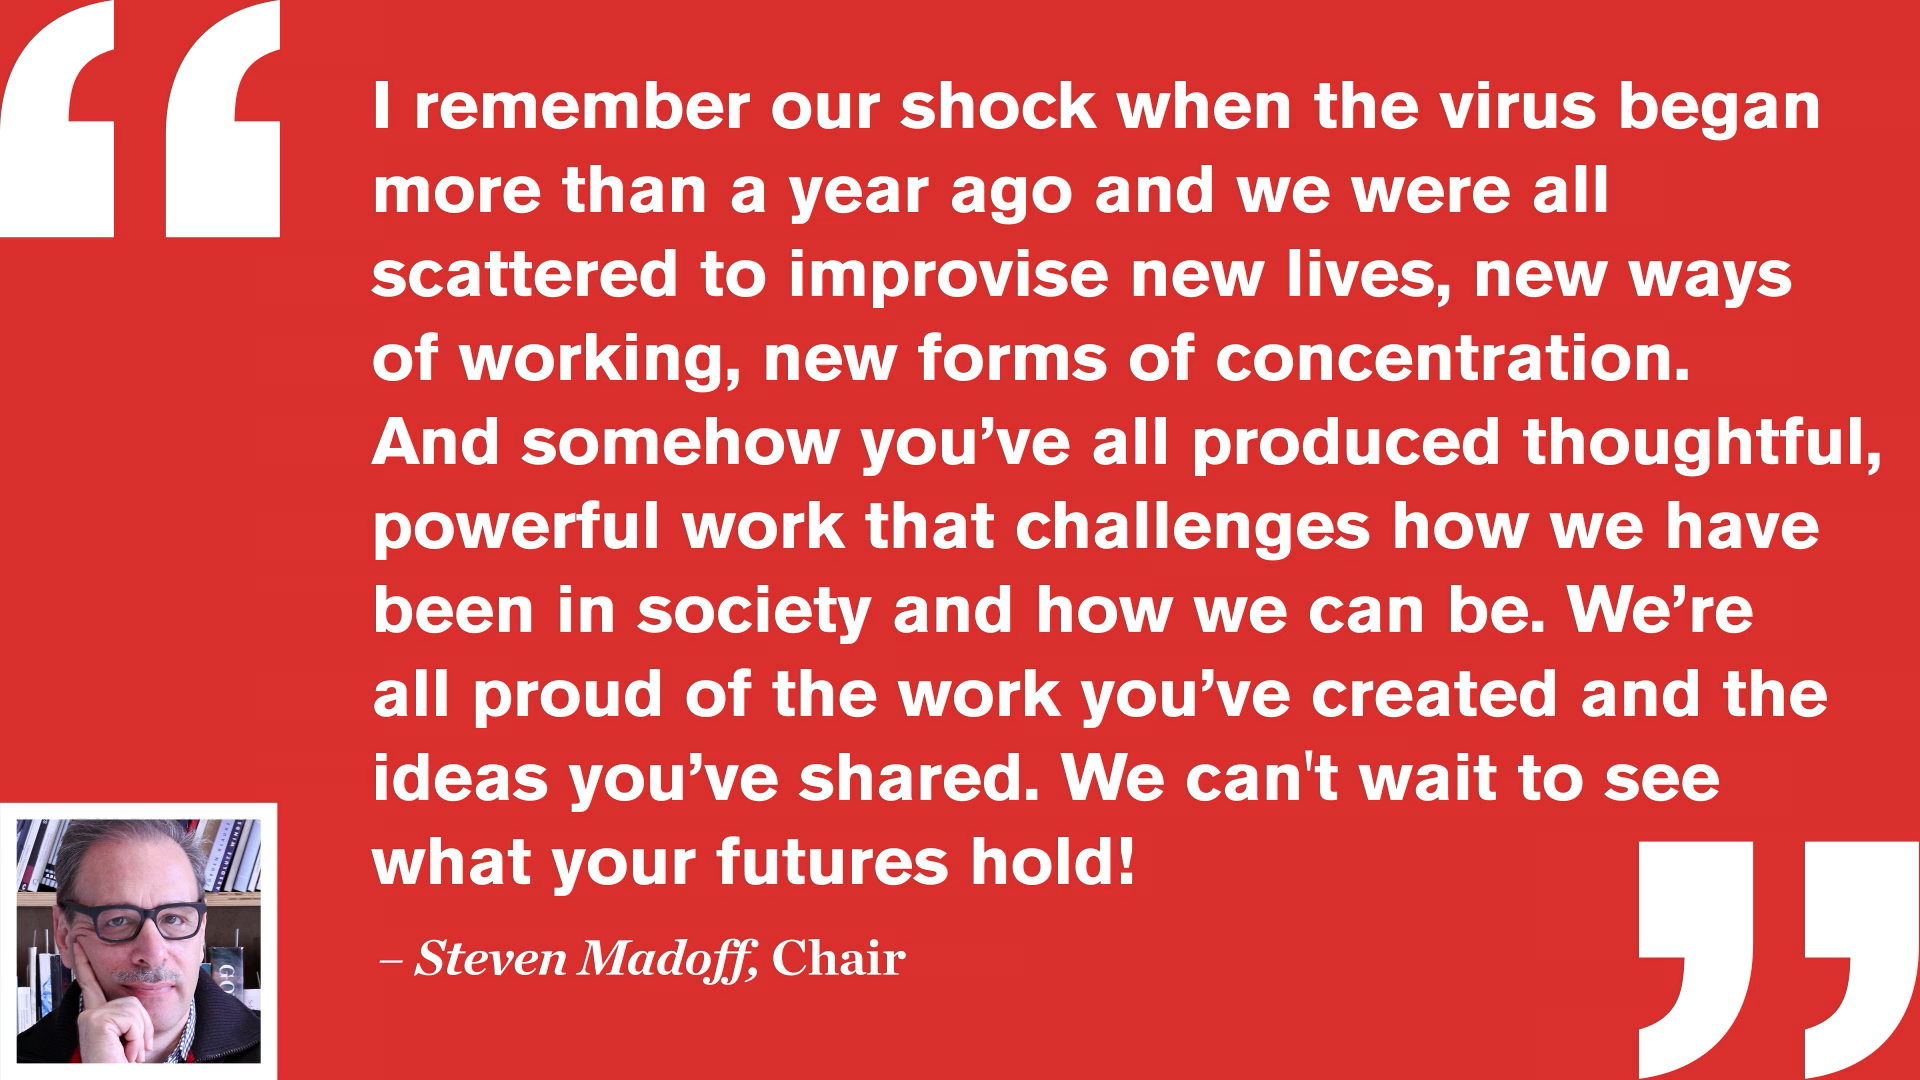 “
I remember our shock when the virus began
more than a year ago and we were all
scattered to improvise new lives, new ways
of working, new forms of concentration.
And somehow you’ve all produced thoughtful,
powerful work that challenges how we have
been in society and how we can be. We’re
all proud of the work you’ve created and the
ideas you’ve shared. We can't wait to see
what your futures hold!
”
– Steven Madoff, Chair
GO